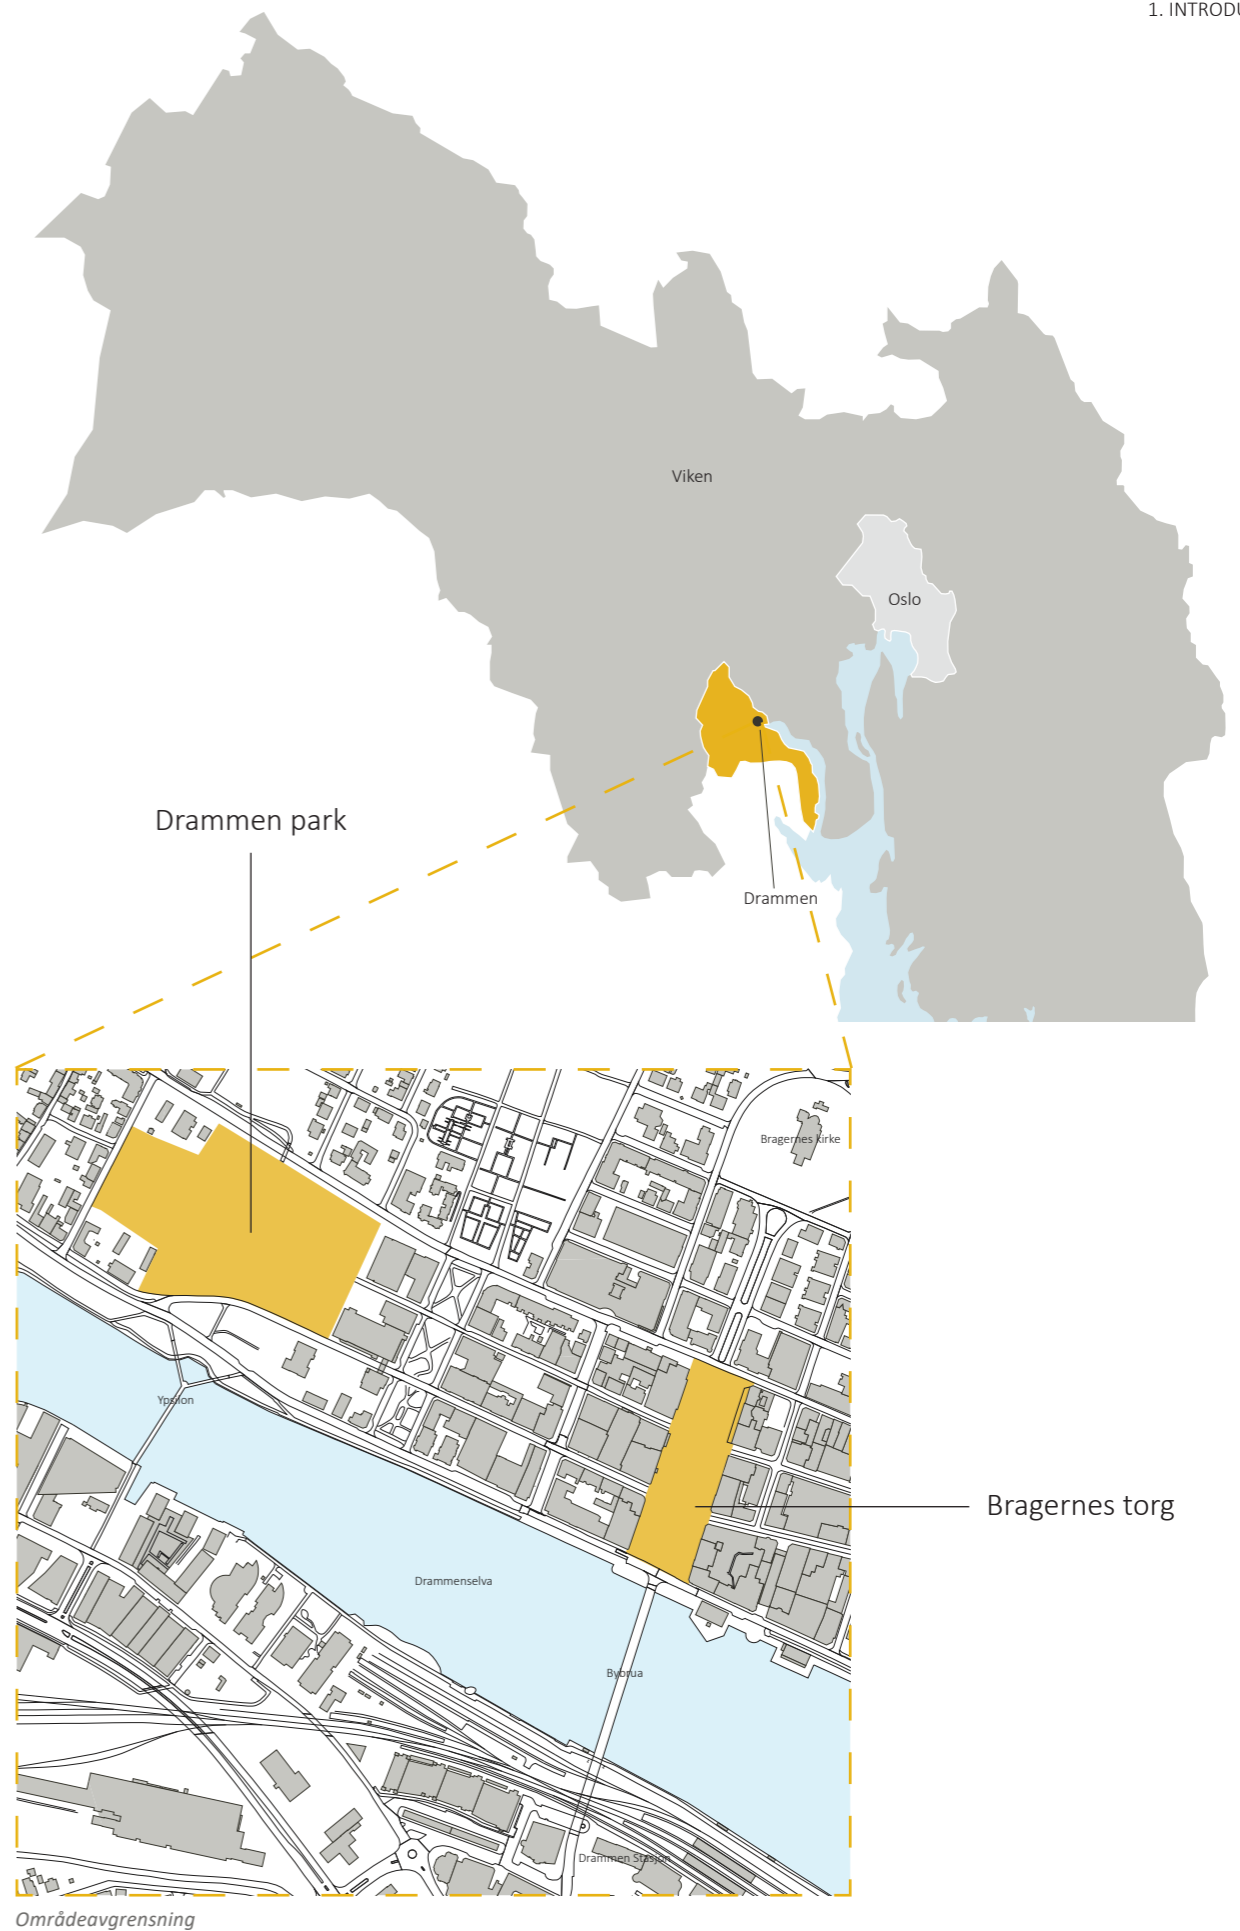 1. INTRODU
Viken
Oslo
Drammen park
Drammen
Bragernes kirke
Ypsilon
Bragernes torg
Drammenselva
Bybrua
Drammen Stasjon
Områdeavgrensning